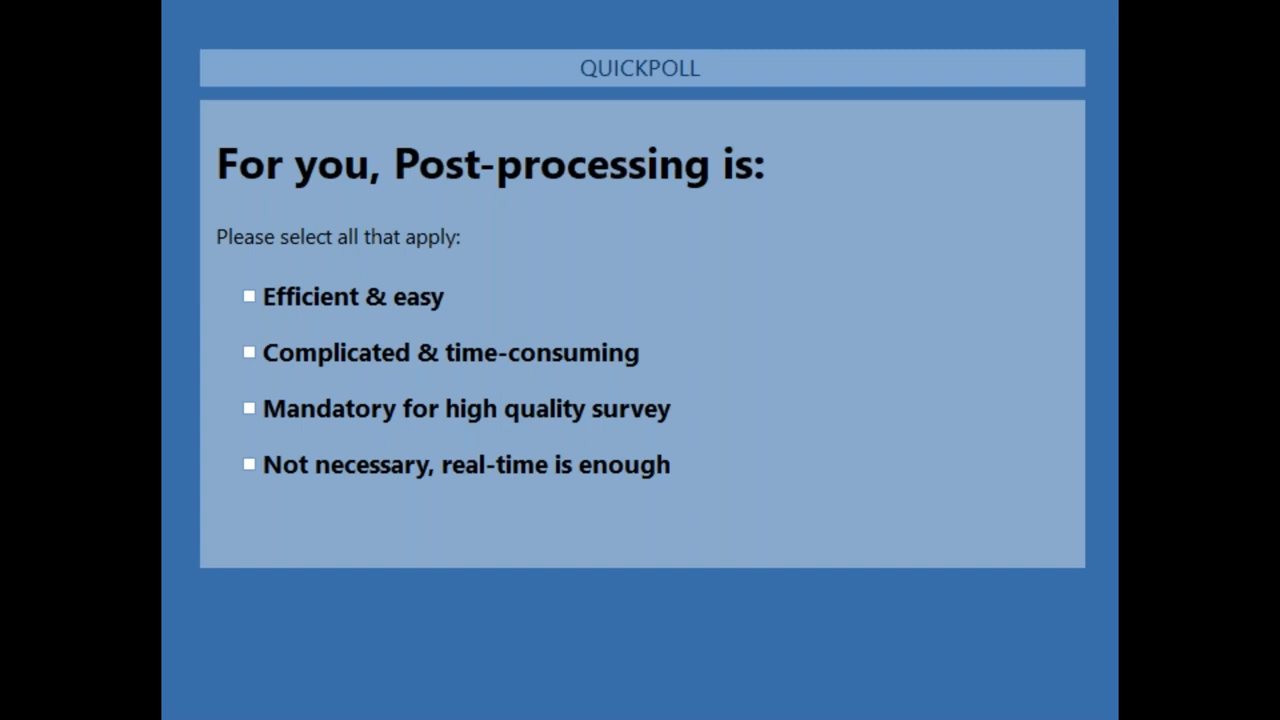 QUICKPOLL
For you, Post-processing is:
Please select all that apply:
Efficient & easy
Complicated & time-consuming
Mandatory for high quality survey
Not necessary, real-time is enough